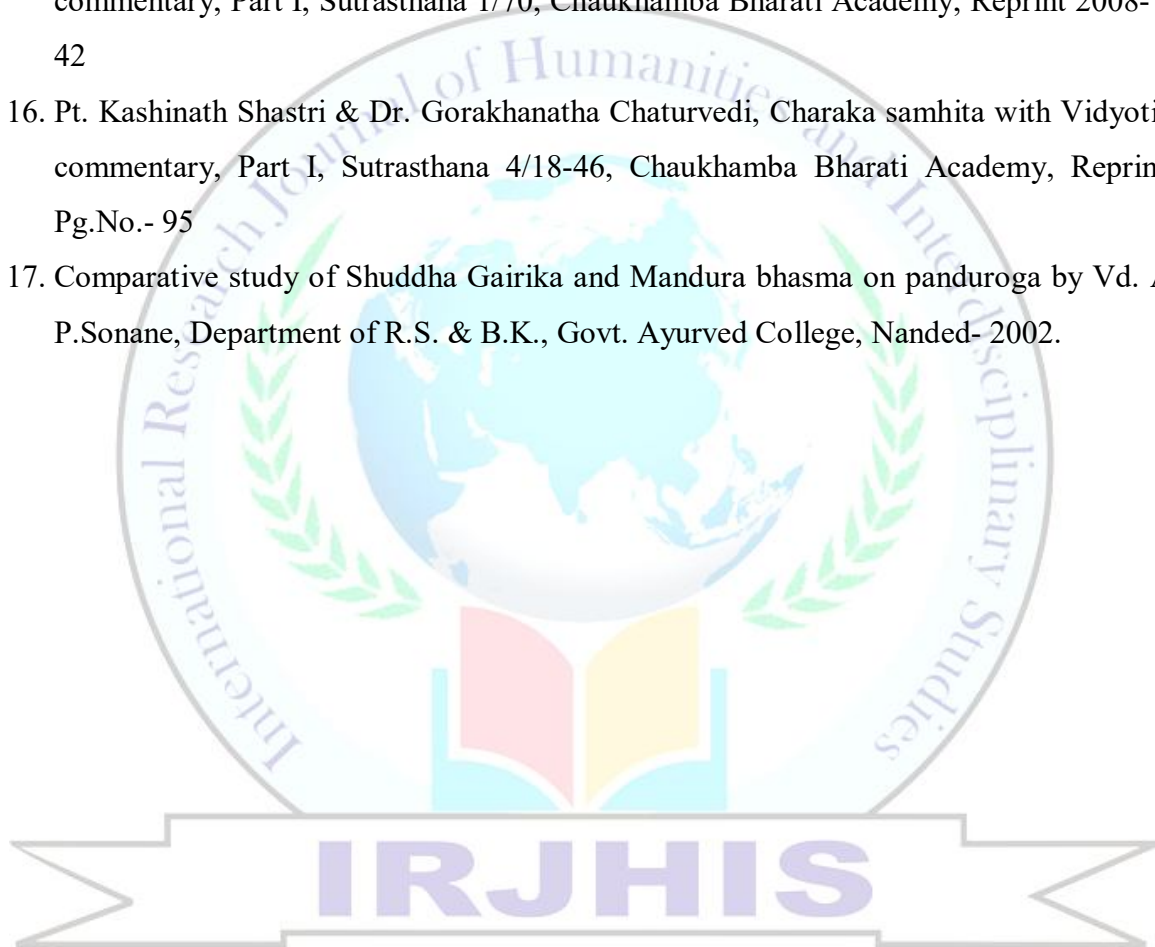 commentary, Part I, Sutrasthana 1/70, Chaukhamba Bharati Academy, Reprint 2008-
42
16. Pt. Kashinath Shastri & Dr. Gorakhanatha Chaturvedi, Charaka samhita with
commentary, Part I, Sutrasthana 4/18-46, Chaukhamba Bharati Academy,
Pg.No.- 95
17. Comparative study of Shuddha Gairika and Mandura bhasma on panduroga by Vd.
P.Sonane, Department of R.S. & B.K., Govt. Ayurved College, Nanded- 2002.
International Research Journal of Humanities and Interdisciplinary Studies
IRJHIS